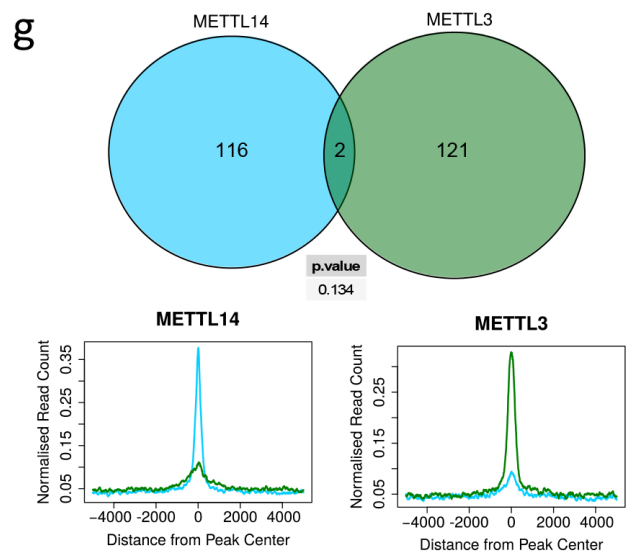 g
METTL14
METTL3
116
2
121
p.value
0.134
METTL14
Normalised Read Count
0.35
0.25
0.15
0.05
−4000 -2000 0 2000 4000
Distance from Peak Center
METTL3
Normalised Read Count
0.25
0.15
0.05
−4000 -2000 0 2000 4000
Distance from Peak Center